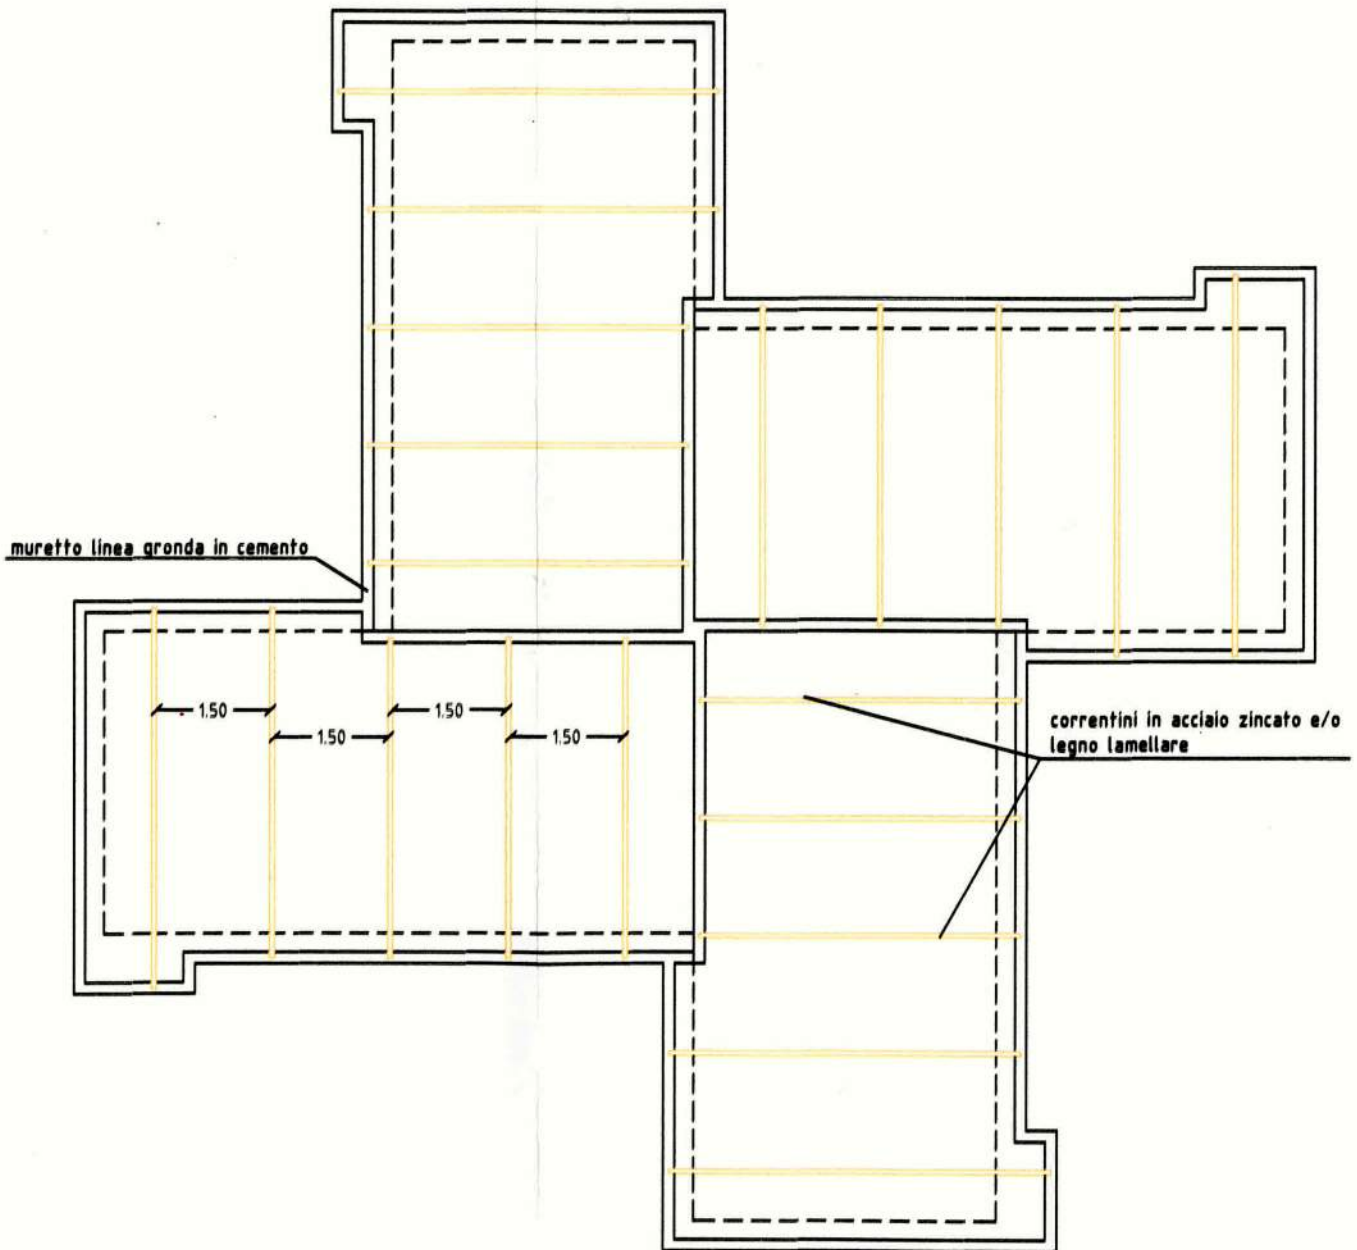 muretto linea gronda in cemento
1.50
1.50
1.50
1.50
correntini in acciaio zincato e/o
legno lamellare